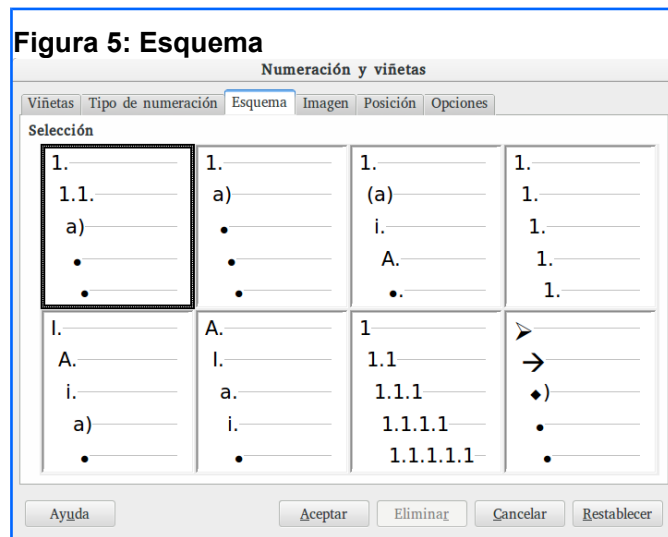 Figura 5: Esquema
Numeración y viñetas
Viñetas Tipo de numeración Esquema Imagen Posición Opciones
Selección
1. 1. 1. 1.
1.1. a) (a) 1.
a) • i. 1.
• • A. 1.
• • •. 1.
I. A. 1 ➢
A. I. 1.1 →
i. a. 1.1.1 ◆)
a) i. 1.1.1.1 •
• • 1.1.1.1.1 •
Ayuda Aceptar Eliminar Cancelar Restablecer